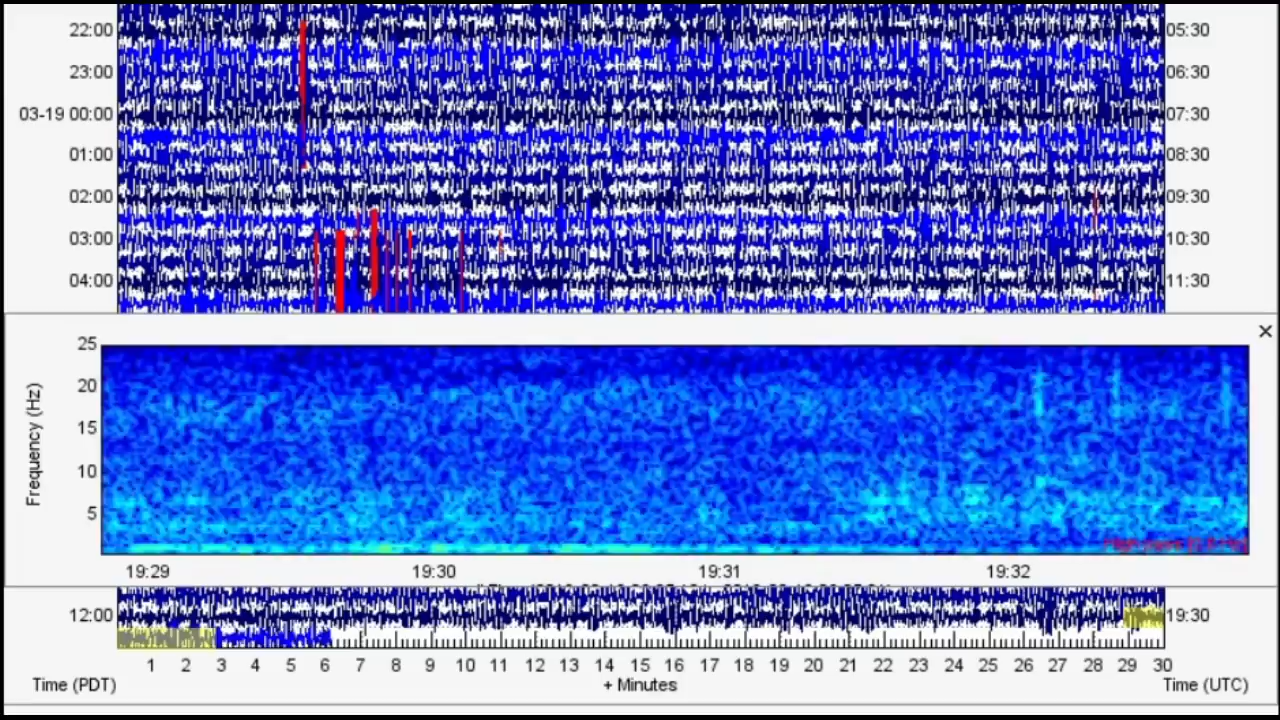 22:00 05:30
23:00 06:30
03-19 00:00 07:30
01:00 08:30
02:00 09:30
03:00 10:30
04:00 11:30
×
Frequency (Hz)
25
20
15
10
5
19:29 19:30 19:31 19:32
12:00 19:30
1 2 3 4 5 6 7 8 9 10 11 12 13 14 15 16 17 18 19 20 21 22 23 24 25 26 27 28 29 30
Time (PDT) + Minutes Time (UTC)